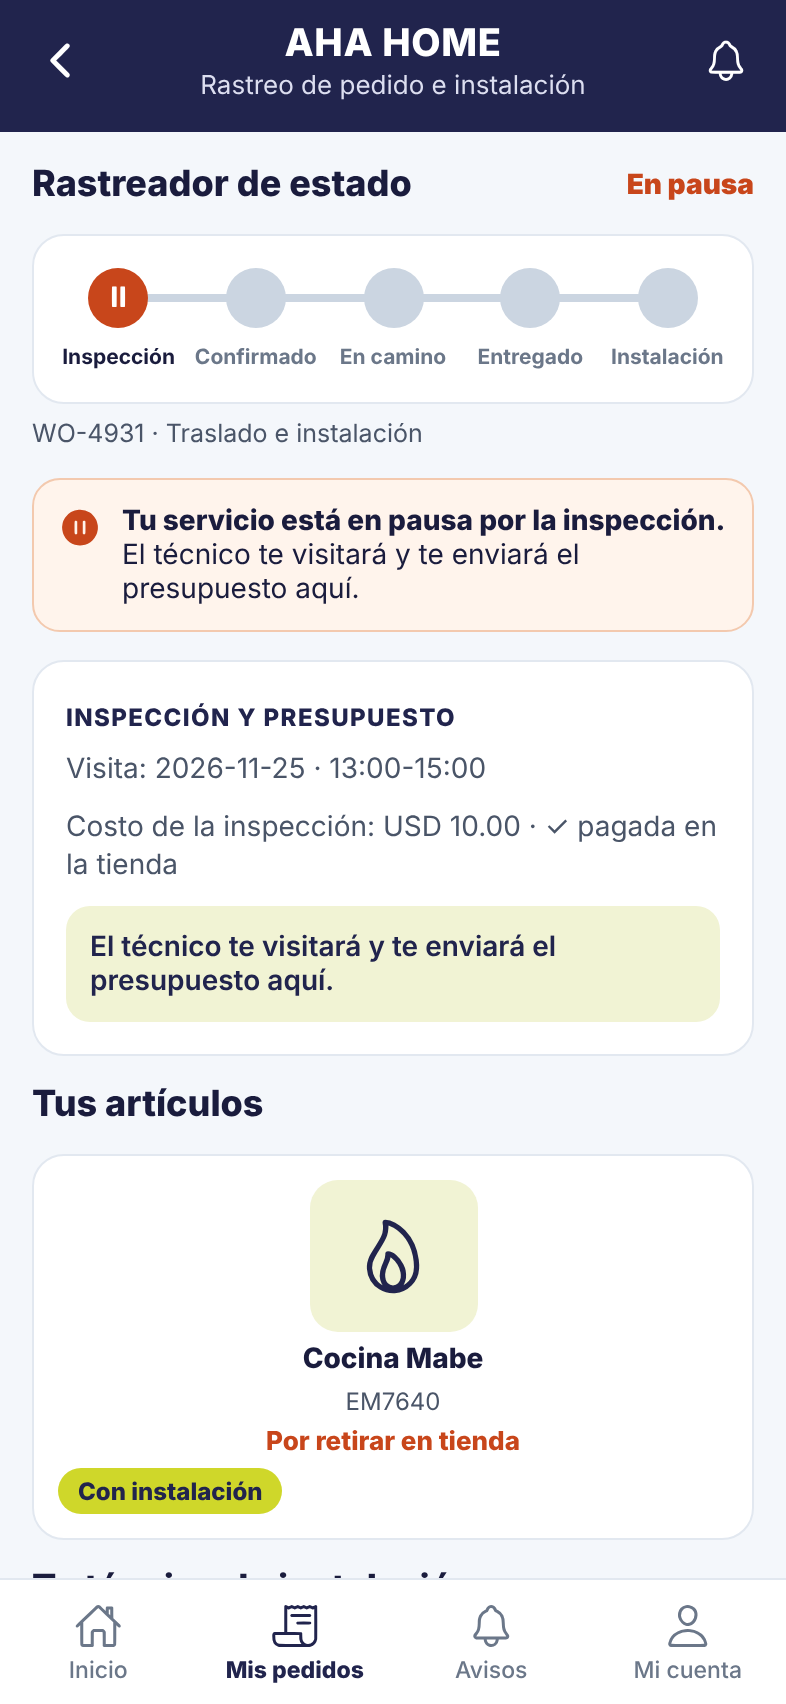 AHA HOME
Rastreo de pedido e instalación
Rastreador de estado
En pausa
Inspección
Confirmado
En camino
Entregado
Instalación
WO-4931 · Traslado e instalación
Tu servicio está en pausa por la inspección.
El técnico te visitará y te enviará el
presupuesto aquí.
INSPECCIÓN Y PRESUPUESTO
Visita: 2026-11-25 · 13:00-15:00
Costo de la inspección: USD 10.00 · ✓ pagada en
la tienda
El técnico te visitará y te enviará el
presupuesto aquí.
Tus artículos
Cocina Mabe
EM7640
Por retirar en tienda
Con instalación
Inicio
Mis pedidos
Avisos
Mi cuenta